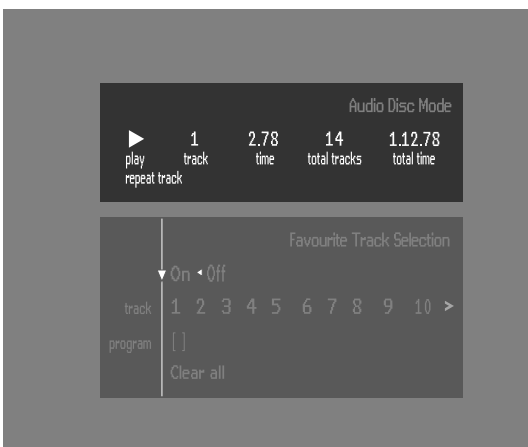 Audio Disc Mode
1 2.78 14 1.12.78
play track time total tracks total time
repeat track
Favourite Track Selection
On Off
track 1 2 3 4 5 6 7 8 9 10 >
program [ ]
Clear all